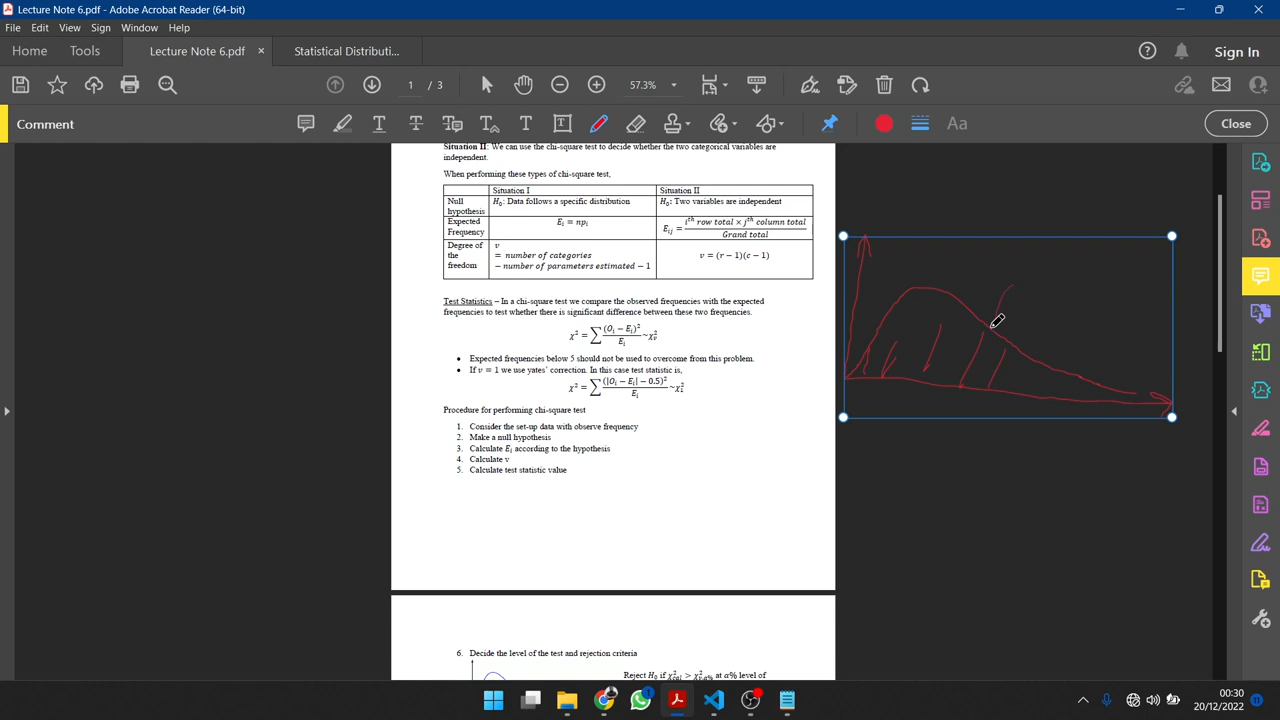 Lecture Note 6.pdf - Adobe Acrobat Reader (64-bit)
File Edit View Sign Window Help
Home Tools Lecture Note 6.pdf × Statistical Distributi... Sign In
1 / 3 57.3%
Comment Close
Situation II: We can use the chi-square test to decide whether the two categorical variables are
independent.
When performing these types of chi-square test,
Situation I Situation II
Null hypothesis H₀: Data follows a specific distribution H₀: Two variables are independent
Expected Frequency Eᵢ = npᵢ Eᵢⱼ = iᵗʰ row total × jᵗʰ column total / Grand total
Degree of the freedom v = number of categories − number of parameters estimated − 1 v = (r − 1)(c − 1)
Test Statistics – In a chi-square test we compare the observed frequencies with the expected
frequencies to test whether there is significant difference between these two frequencies.
χ² = ∑ (Oᵢ − Eᵢ)² / Eᵢ ~χ²ᵥ
• Expected frequencies below 5 should not be used to overcome from this problem.
• If v = 1 we use yates' correction. In this case test statistic is,
χ² = ∑ (|Oᵢ − Eᵢ| − 0.5)² / Eᵢ ~χ²₁
Procedure for performing chi-square test
1. Consider the set-up data with observe frequency
2. Make a null hypothesis
3. Calculate Eᵢ according to the hypothesis
4. Calculate v
5. Calculate test statistic value
6. Decide the level of the test and rejection criteria
Reject H₀ if χ²cal > χ²v,α% at α% level of
00:30
20/12/2022